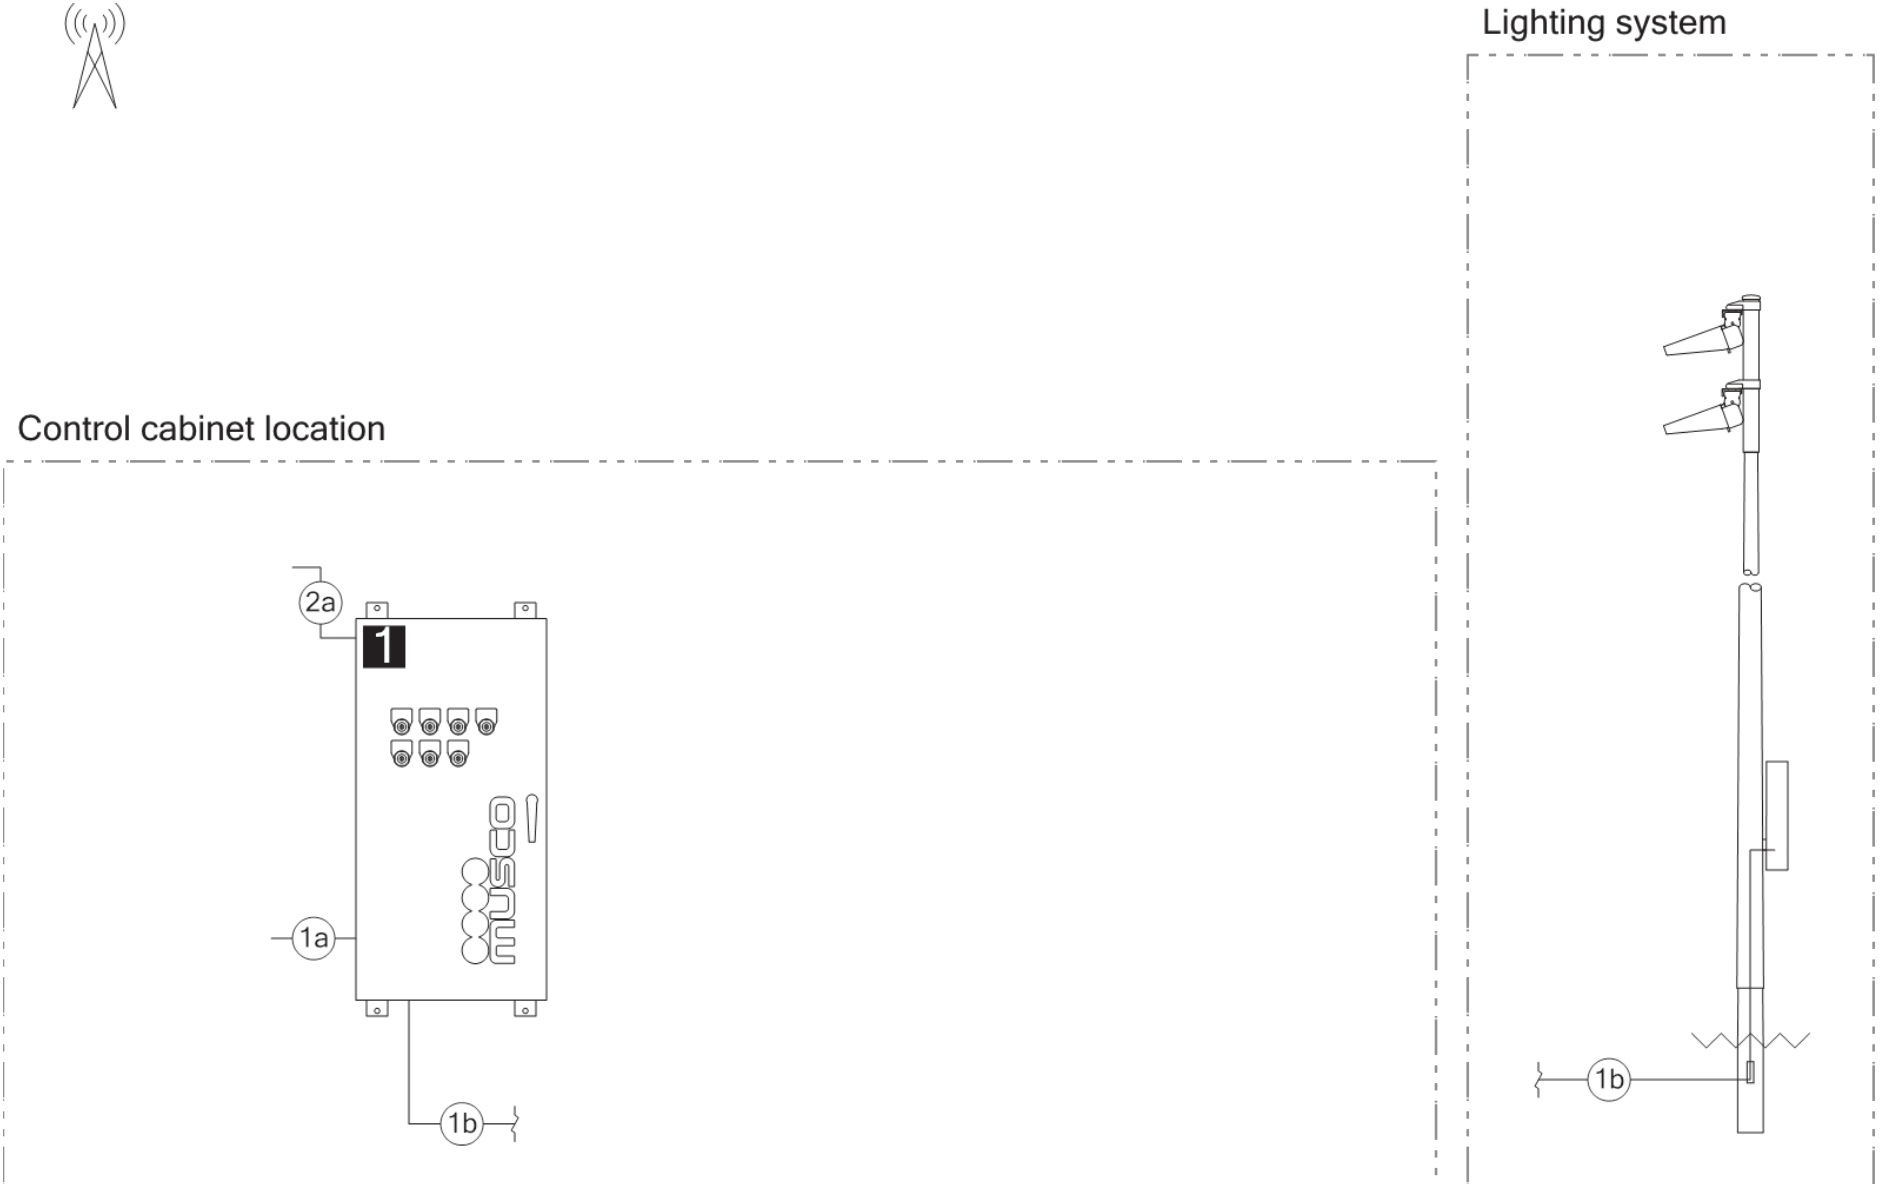 Lighting system
Control cabinet location
2a
1
musco
1a
1b
1b